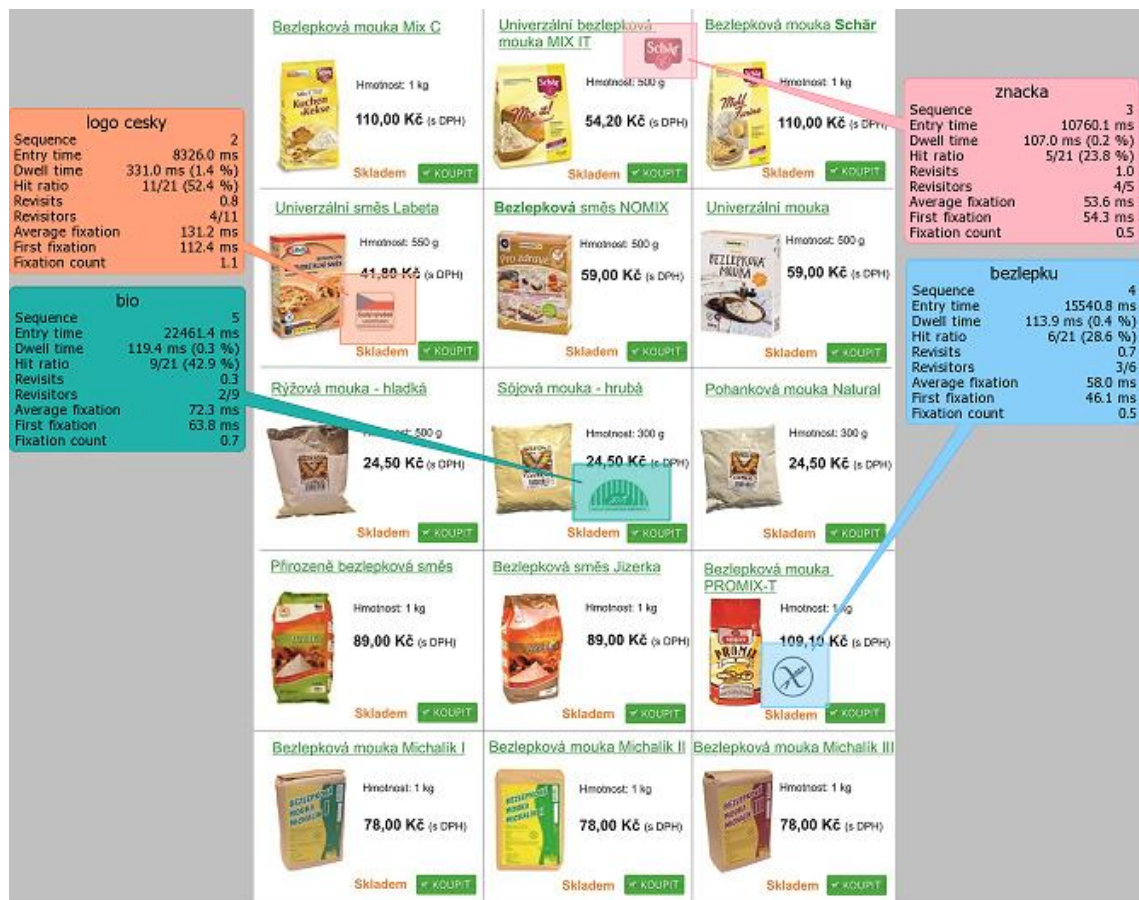 Bezlepková mouka Mix C
Hmotnost: 1 kg
110,00 Kč (s DPH)
Skladem KOUPIT
Univerzální bezlepková
mouka MIX IT
Schär
Hmotnost: 500 g
54,20 Kč (s DPH)
Skladem KOUPIT
Bezlepková mouka Schär
Hmotnost: 1 kg
110,00 Kč (s DPH)
Skladem KOUPIT
logo cesky
Sequence 2
Entry time 8326.0 ms
Dwell time 331.0 ms (1.4 %)
Hit ratio 11/21 (52.4 %)
Revisits 0.8
Revisitors 4/11
Average fixation 131.2 ms
First fixation 112.4 ms
Fixation count 1.1
znacka
Sequence 3
Entry time 10760.1 ms
Dwell time 107.0 ms (0.2 %)
Hit ratio 5/21 (23.8 %)
Revisits 1.0
Revisitors 4/5
Average fixation 53.6 ms
First fixation 54.3 ms
Fixation count 0.5
Univerzální směs Labeta
Hmotnost: 550 g
41,80 Kč (s DPH)
Skladem KOUPIT
Bezlepková směs NOMIX
Pro zdravé
Hmotnost: 500 g
59,00 Kč (s DPH)
Skladem KOUPIT
Univerzální mouka
BEZLEPKOVÁ
MOUKA
Hmotnost: 500 g
59,00 Kč (s DPH)
Skladem KOUPIT
bio
Sequence 5
Entry time 22461.4 ms
Dwell time 119.4 ms (0.3 %)
Hit ratio 9/21 (42.9 %)
Revisits 0.3
Revisitors 2/9
Average fixation 72.3 ms
First fixation 63.8 ms
Fixation count 0.7
bezlepku
Sequence 4
Entry time 15540.8 ms
Dwell time 113.9 ms (0.4 %)
Hit ratio 6/21 (28.6 %)
Revisits 0.7
Revisitors 3/6
Average fixation 58.0 ms
First fixation 46.1 ms
Fixation count 0.5
Rýžová mouka - hladká
Hmotnost: 500 g
24,50 Kč (s DPH)
Skladem KOUPIT
Sójová mouka - hrubá
Hmotnost: 300 g
24,50 Kč (s DPH)
Skladem KOUPIT
Pohanková mouka Natural
Hmotnost: 300 g
24,50 Kč (s DPH)
Skladem KOUPIT
Přirozeně bezlepková směs
Hmotnost: 1 kg
89,00 Kč (s DPH)
Skladem KOUPIT
Bezlepková směs Jizerka
Hmotnost: 1 kg
89,00 Kč (s DPH)
Skladem KOUPIT
Bezlepková mouka
PROMIX-T
PROMIX
Hmotnost: 1 kg
109,10 Kč (s DPH)
Skladem KOUPIT
Bezlepková mouka Michalík I
Hmotnost: 1 kg
78,00 Kč (s DPH)
Skladem KOUPIT
Bezlepková mouka Michalík II
Hmotnost: 1 kg
78,00 Kč (s DPH)
Skladem KOUPIT
Bezlepková mouka Michalík III
Hmotnost: 1 kg
78,00 Kč (s DPH)
Skladem KOUPIT